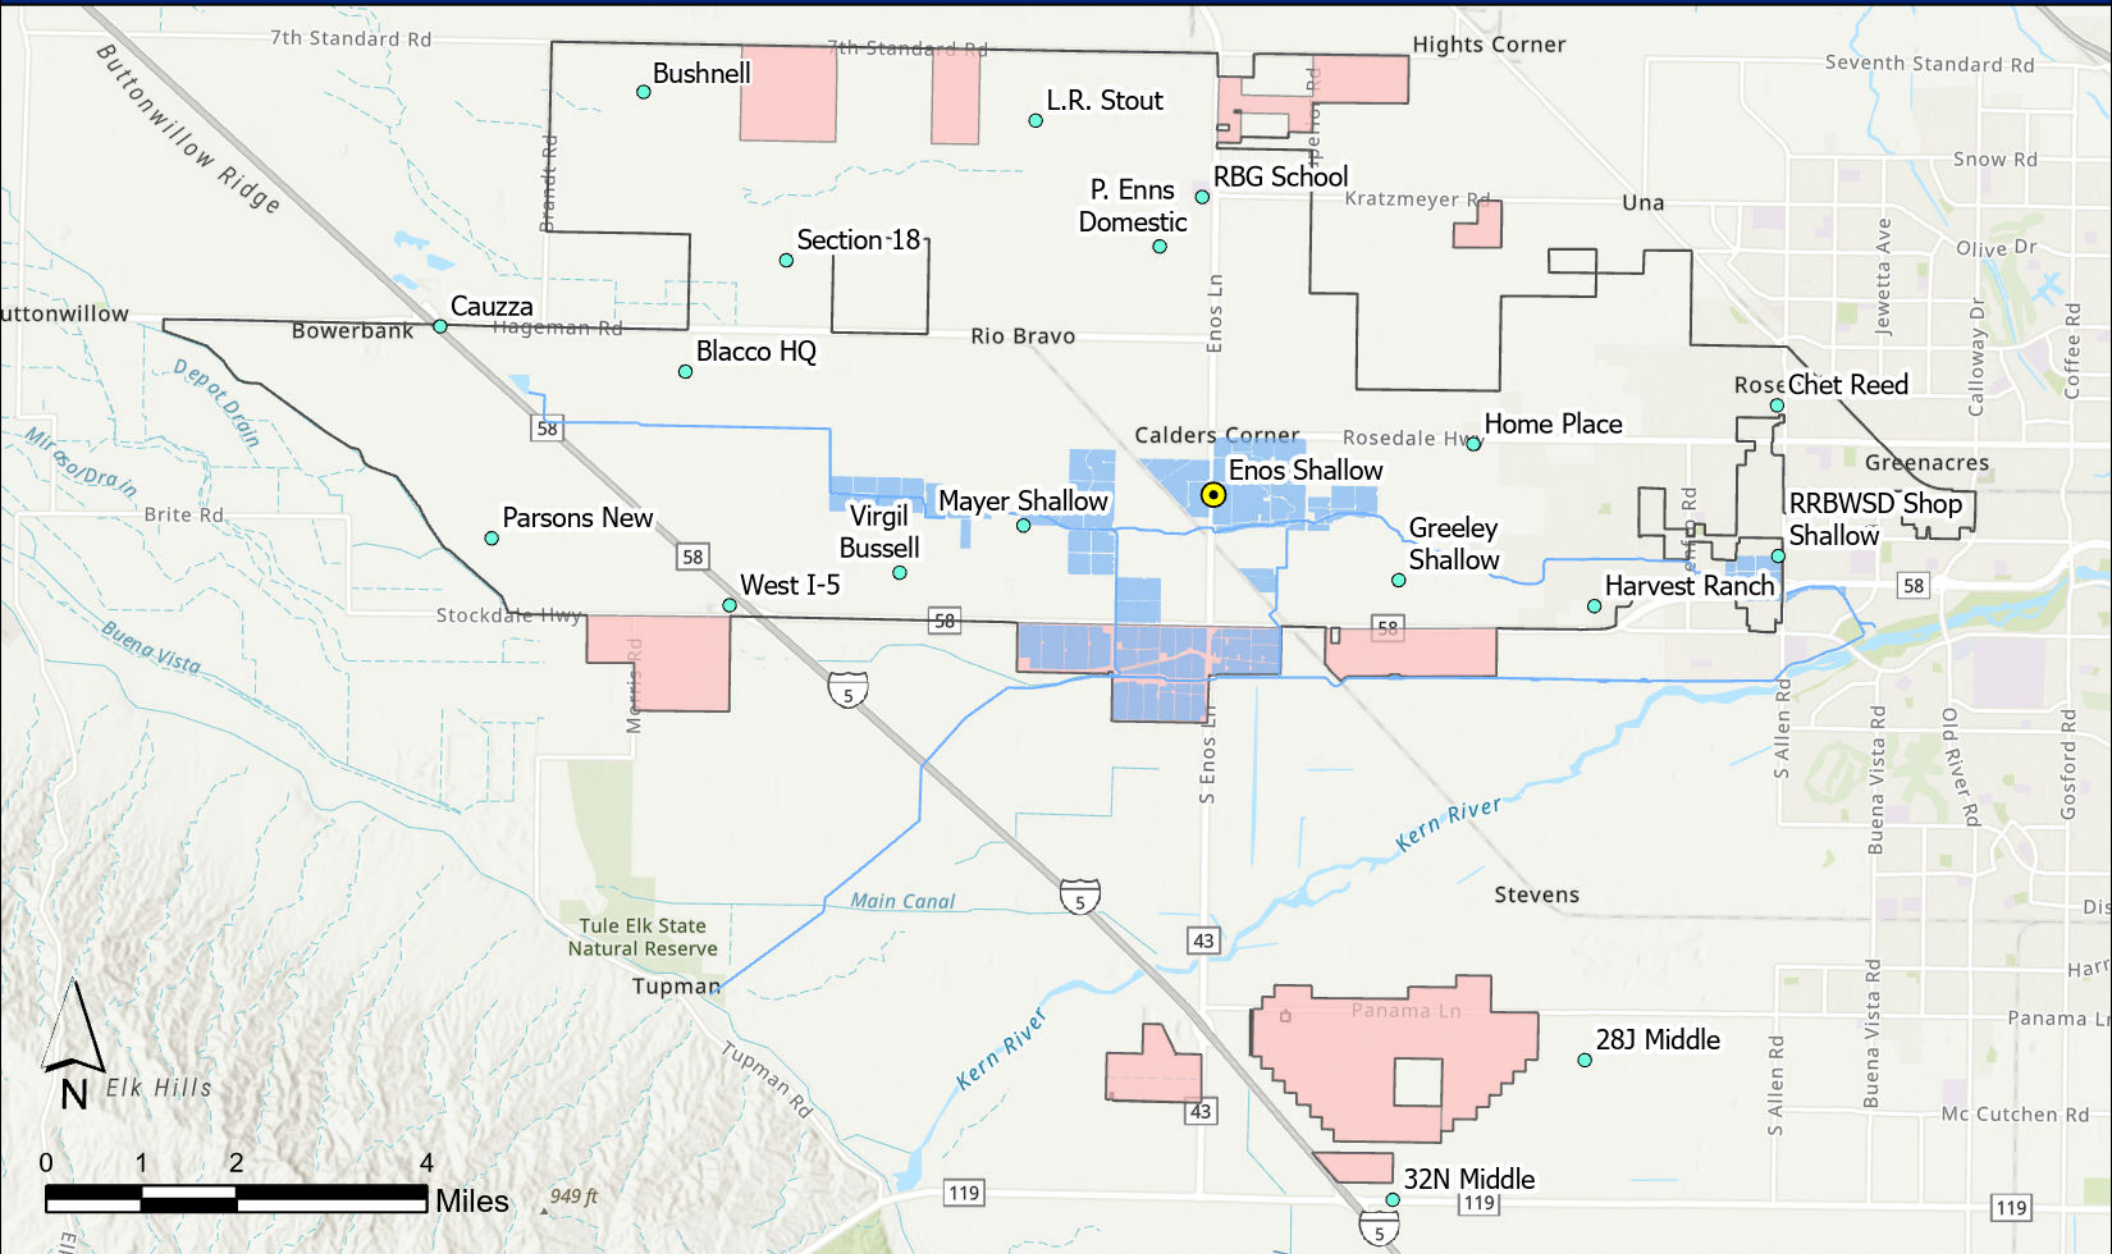 7th Standard Rd
7th Standard Rd
Hights Corner
Seventh Standard Rd
Buttonwillow Ridge
Bushnell
L.R. Stout
Snow Rd
Brandt Rd
RBG School
P. Enns
Domestic
Kratzmeyer Rd
Una
Section 18
Olive Dr
Jewetta Ave
Calloway Dr
Coffee Rd
Enos Ln
Cauzza
uttonwillow
Bowerbank
Hageman Rd
Rio Bravo
Blacco HQ
Depot Drain
Rose
Chet Reed
58
Calders Corner
Rosedale Hwy
Home Place
Greenacres
Enos Shallow
Mayer Shallow
Brite Rd
Parsons New
Virgil
Bussell
Greeley
Shallow
RRBWSD Shop
Shallow
58
West I-5
Harvest Ranch
58
Stockdale Hwy
58
58
Buena Vista
Morris Rd
5
S Enos Ln
S Allen Rd
Buena Vista Rd
Old River Rd
Gosford Rd
Kern River
Main Canal
5
Stevens
Tule Elk State
Natural Reserve
43
Tupman
Panama Ln
Panama Ln
Kern River
28J Middle
Tupman Rd
N
Elk Hills
43
S Allen Rd
Buena Vista Rd
Mc Cutchen Rd
0
1
2
4
Miles
949 ft
119
32N Middle
119
119
5